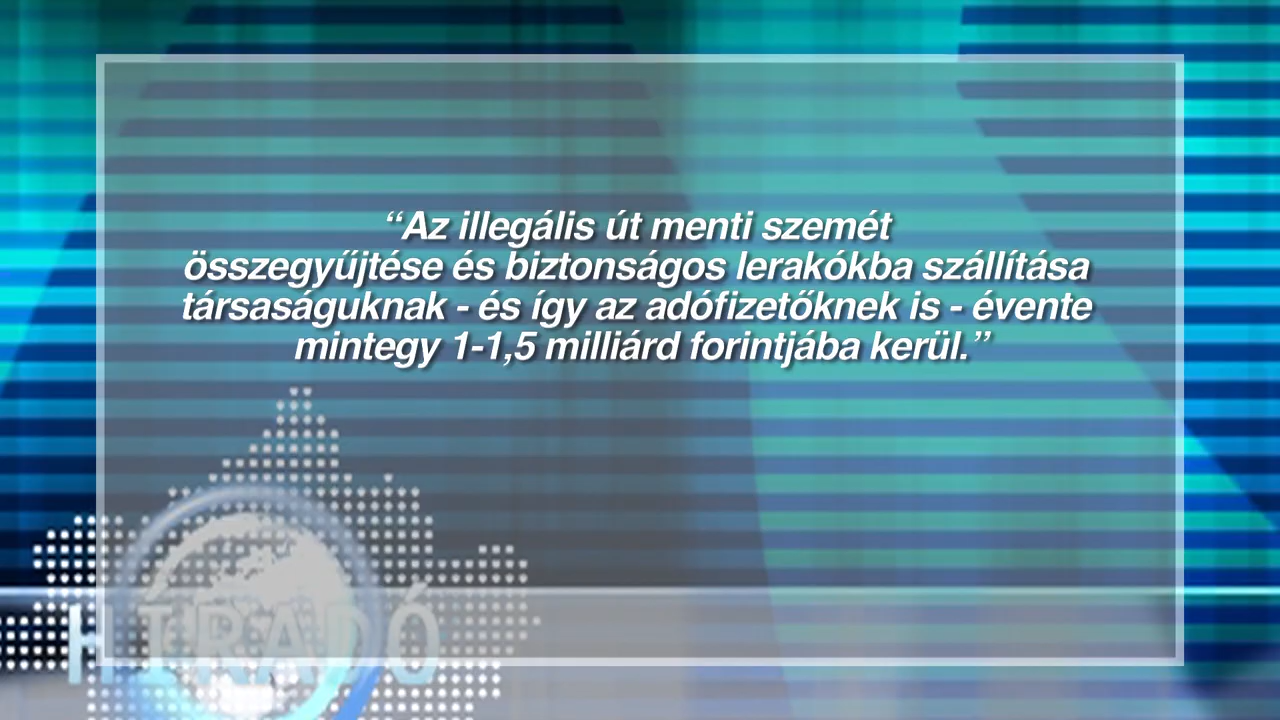 “Az illegális út menti szemét
összegyűjtése és biztonságos lerakókba szállítása
társaságuknak - és így az adófizetőknek is - évente
mintegy 1-1,5 milliárd forintjába kerül.”
HÍRADÓ